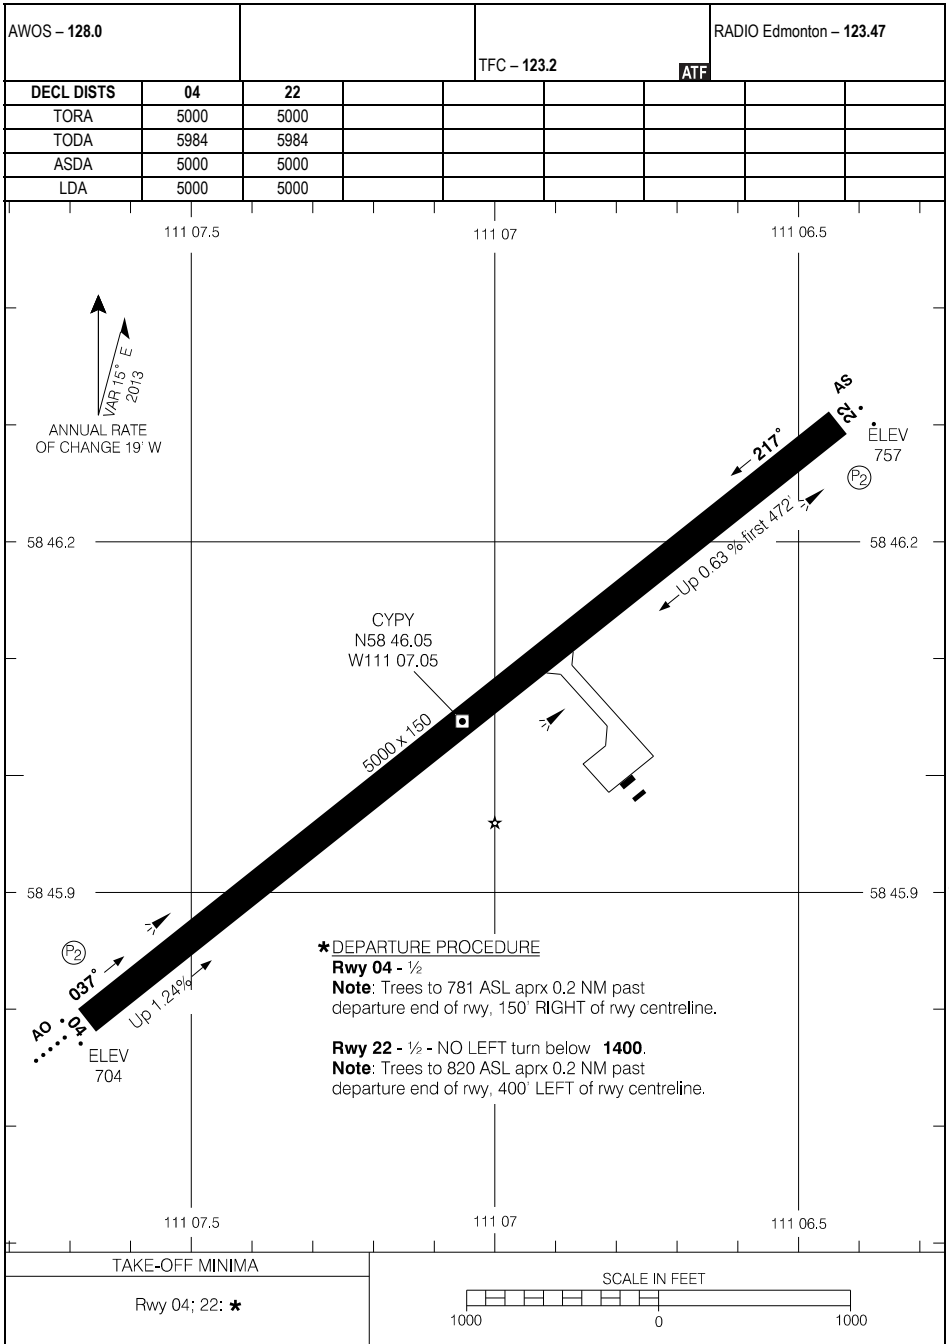 AWOS – 128.0
TFC – 123.2
ATF
RADIO Edmonton – 123.47
DECL DISTS 04 22
TORA 5000 5000
TODA 5984 5984
ASDA 5000 5000
LDA 5000 5000
111 07.5 111 07 111 06.5
VAR 15° E
2013
ANNUAL RATE
OF CHANGE 19' W
AS
22
ELEV
757
P2
217°
Up 0.63 % first 472'
58 46.2 58 46.2
CYPY
N58 46.05
W111 07.05
5000 x 150
58 45.9 58 45.9
P2
037°
Up 1.24%
AO
04
ELEV
704
★DEPARTURE PROCEDURE
Rwy 04 - ½
Note: Trees to 781 ASL aprx 0.2 NM past
departure end of rwy, 150' RIGHT of rwy centreline.
Rwy 22 - ½ - NO LEFT turn below 1400.
Note: Trees to 820 ASL aprx 0.2 NM past
departure end of rwy, 400' LEFT of rwy centreline.
111 07.5 111 07 111 06.5
TAKE-OFF MINIMA
Rwy 04; 22: ★
SCALE IN FEET
1000 0 1000